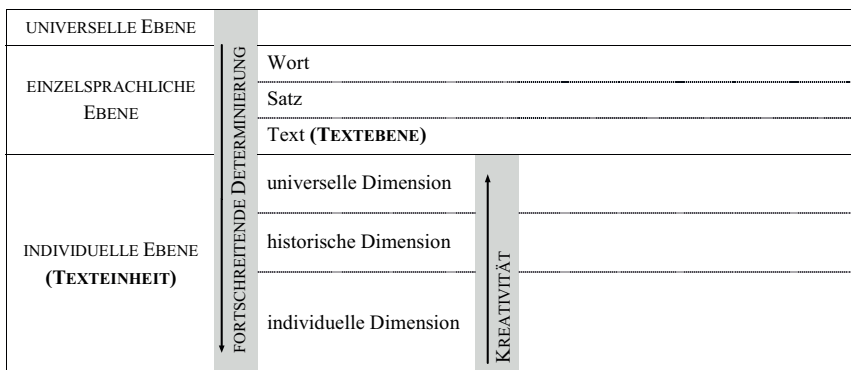 UNIVERSELLE EBENE
EINZELSPRACHLICHE
EBENE
INDIVIDUELLE EBENE
(TEXTEINHEIT)
FORTSCHREITENDE DETERMINIERUNG
Wort
Satz
Text (TEXTEBENE)
universelle Dimension
historische Dimension
individuelle Dimension
KREATIVITÄT